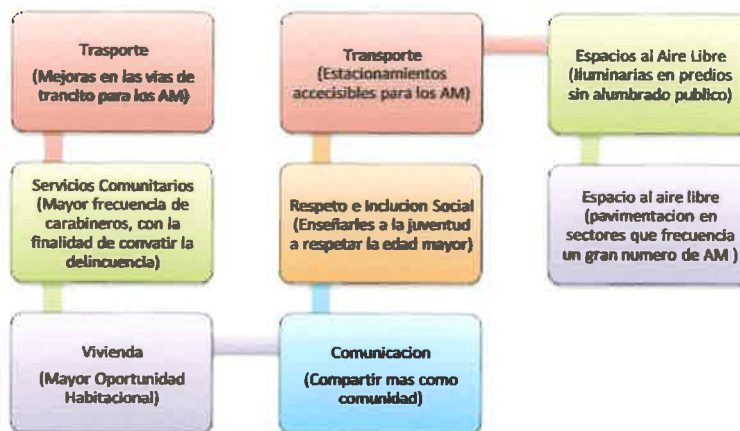 Trasporte
(Mejoras en las vias de
trancito para los AM)
Servicios Comunitarios
(Mayor frecuencia de
carabineros, con la
finalidad de convatir la
delincuencia)
Vivienda
(Mayor Oportunidad
Habitacional)
Comunicacion
(Compartir mas como
comunidad)
Respeto e Inclucion Social
(Enseñarles a la juventud
a respetar la edad mayor)
Transporte
(Estacionamientos
accecisibles para los AM)
Espacios al Aire Libre
(Iluminarias en predios
sin alumbrado publico)
Espacio al aire libre
(pavimentacion en
sectores que frecuencia
un gran numero de AM )